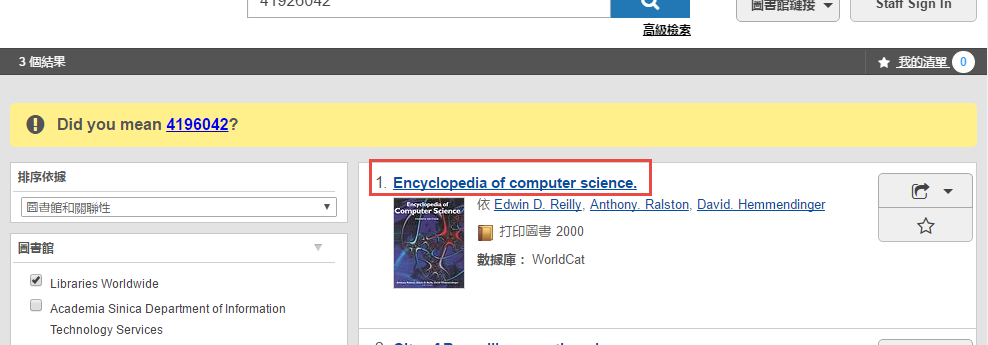 41926042
圖書館鏈接
Staff Sign In
高級檢索
3 個結果
我的清單 0
Did you mean 4196042?
排序依據
圖書館和關聯性
圖書館
Libraries Worldwide
Academia Sinica Department of Information
Technology Services
1. Encyclopedia of computer science.
Encyclopedia of
Computer Science
依 Edwin D. Reilly, Anthony. Ralston, David. Hemmendinger
打印圖書 2000
數據庫： WorldCat